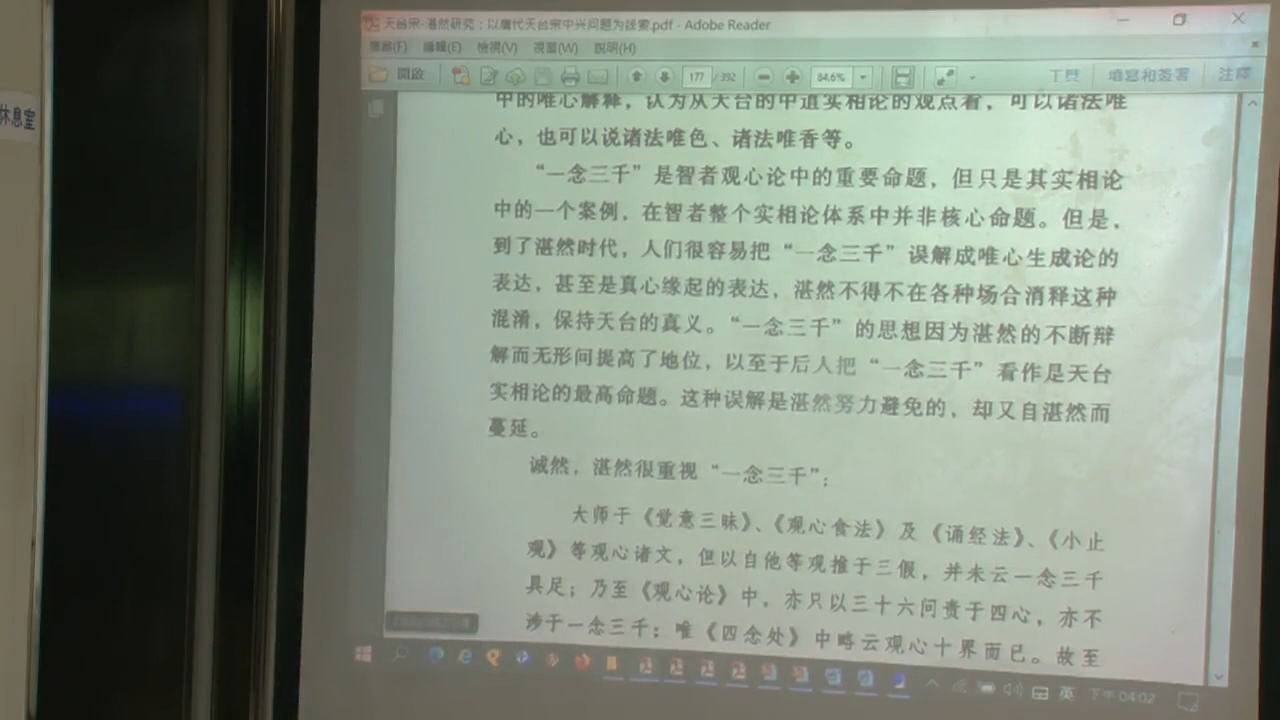 天台宗-湛然研究：以唐代天台宗中兴问题为线索.pdf - Adobe Reader
檔案(F) 編輯(E) 檢視(V) 視窗(W) 說明(H)
開啟 177 / 392 84.6% 工具 填寫和簽署 注釋
休息室
中的唯心解释，认为从天台的中道实相论的观点看，可以诸法唯
心，也可以说诸法唯色、诸法唯香等。
“一念三千”是智者观心论中的重要命题，但只是其实相论
中的一个案例，在智者整个实相论体系中并非核心命题。但是，
到了湛然时代，人们很容易把“一念三千”误解成唯心生成论的
表达，甚至是真心缘起的表达，湛然不得不在各种场合消释这种
混淆，保持天台的真义。“一念三千”的思想因为湛然的不断辩
解而无形间提高了地位，以至于后人把“一念三千”看作是天台
实相论的最高命题。这种误解是湛然努力避免的，却又自湛然而
蔓延。
诚然，湛然很重视“一念三千”：
大师于《觉意三昧》、《观心食法》及《诵经法》、《小止
观》等观心诸文，但以自他等观推于三假，并未云一念三千
具足；乃至《观心论》中，亦只以三十六问责于四心，亦不
涉于一念三千；唯《四念处》中略云观心十界而已。故至
英 下午 04:02